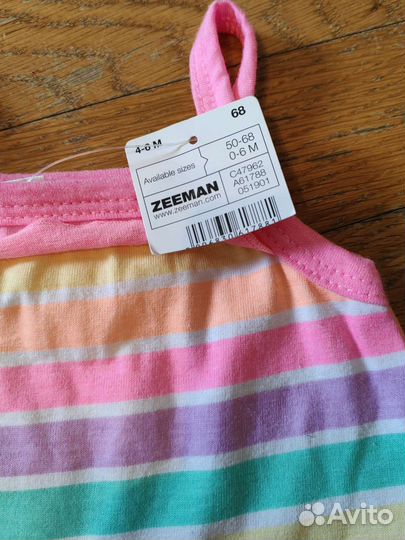 68
4-6 M
Available sizes
50-68
0-6 M
ZEEMAN
www.zeeman.com
C47962
A61788
051901
Avito